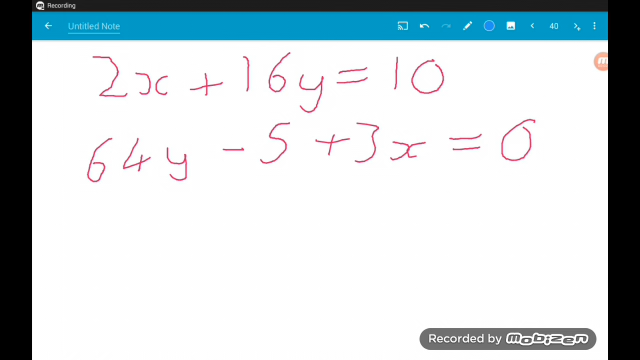 Recording
Untitled Note
40
2x + 16y = 10
64y - 5 + 3x = 0
Recorded by
mobizen